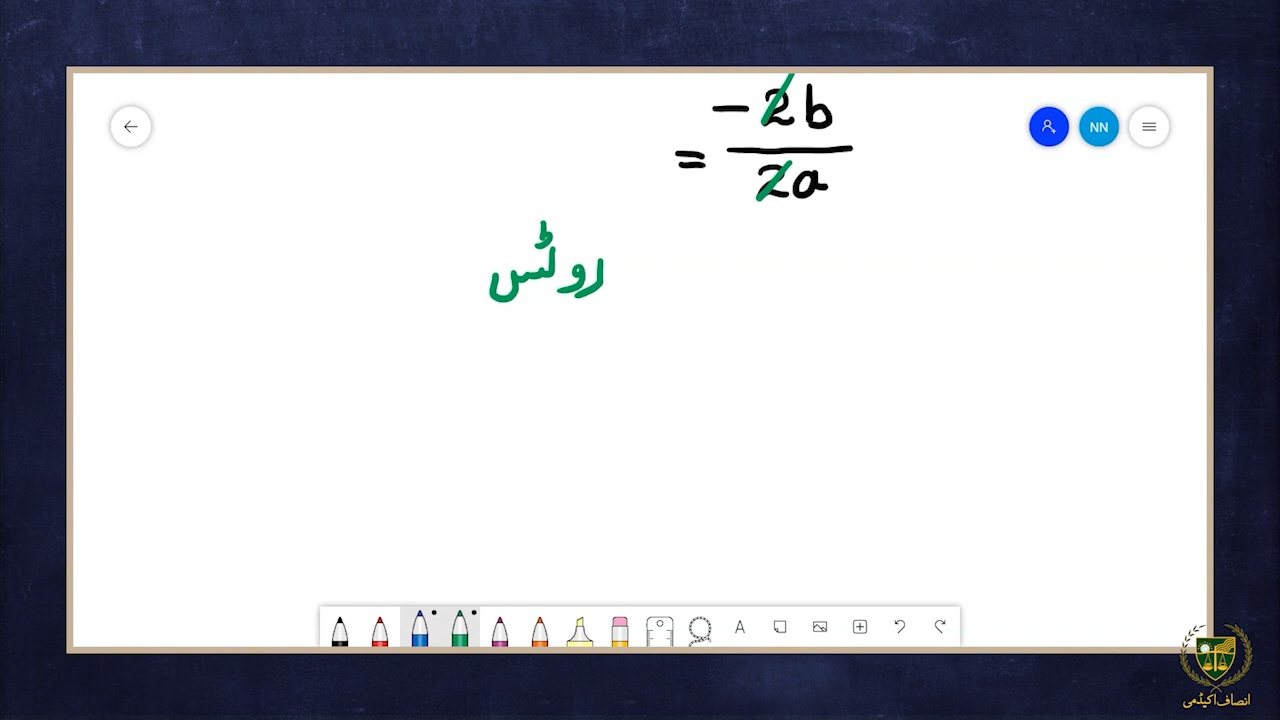 - 2b
=
2a
NN
روٹس
A
انصاف اکیڈمی